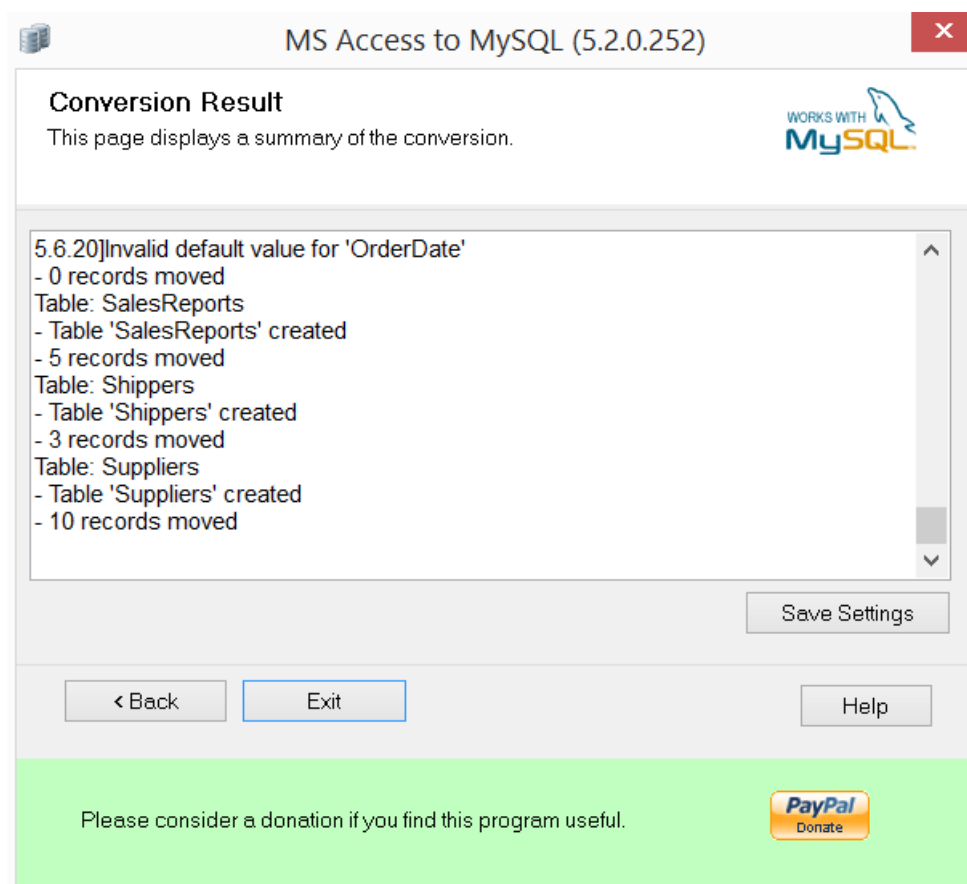 MS Access to MySQL (5.2.0.252)
Conversion Result
This page displays a summary of the conversion.
WORKS WITH
MySQL
5.6.20]Invalid default value for 'OrderDate'
- 0 records moved
Table: SalesReports
- Table 'SalesReports' created
- 5 records moved
Table: Shippers
- Table 'Shippers' created
- 3 records moved
Table: Suppliers
- Table 'Suppliers' created
- 10 records moved
Save Settings
< Back
Exit
Help
Please consider a donation if you find this program useful.
PayPal
Donate